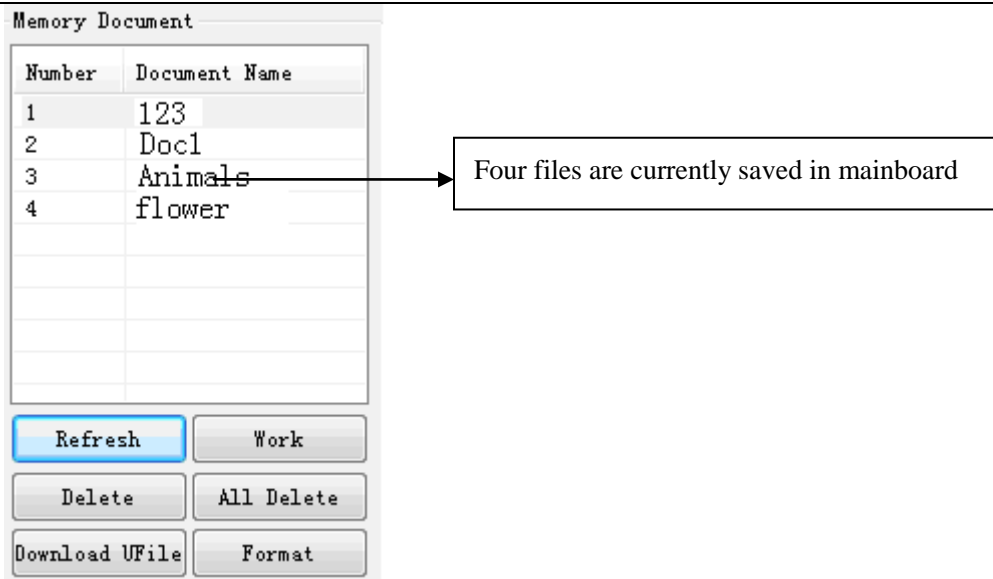 Memory Document
Number Document Name
1 123
2 Doc1
3 Animals
4 flower
Four files are currently saved in mainboard
Refresh Work
Delete All Delete
Download UFile Format